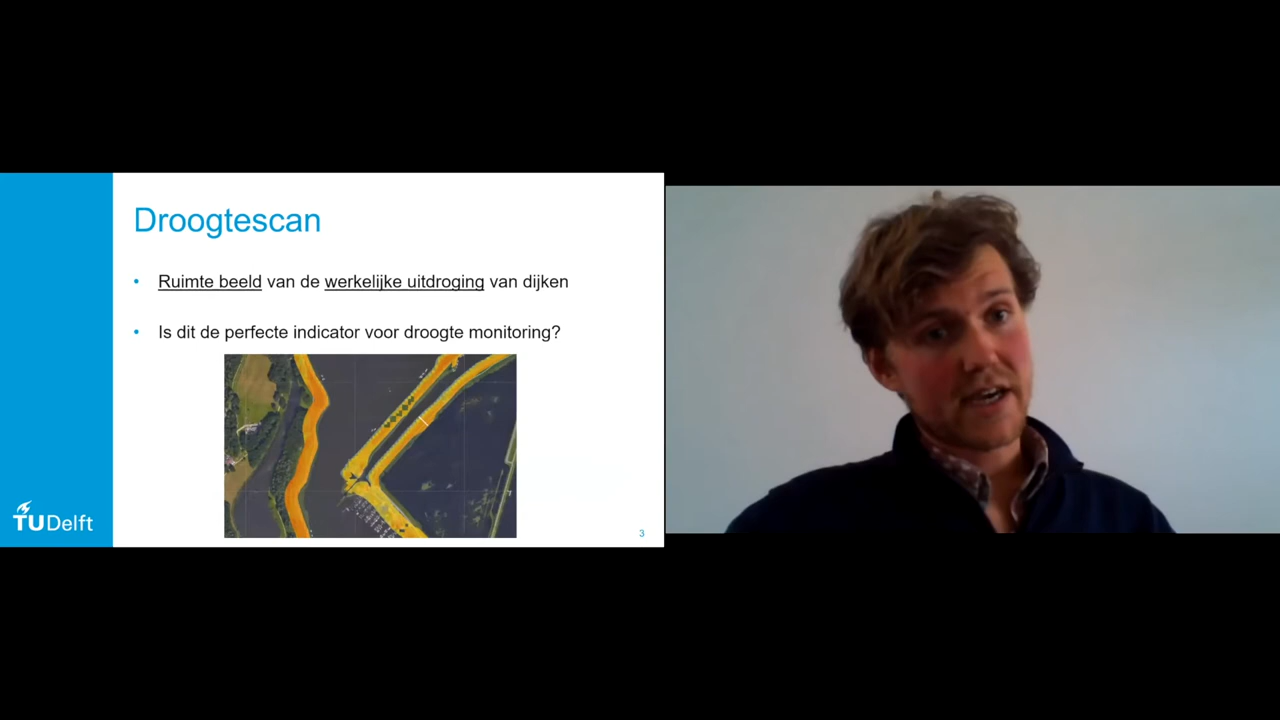 Droogtescan
• Ruimte beeld van de werkelijke uitdroging van dijken
• Is dit de perfecte indicator voor droogte monitoring?
TUDelft
3